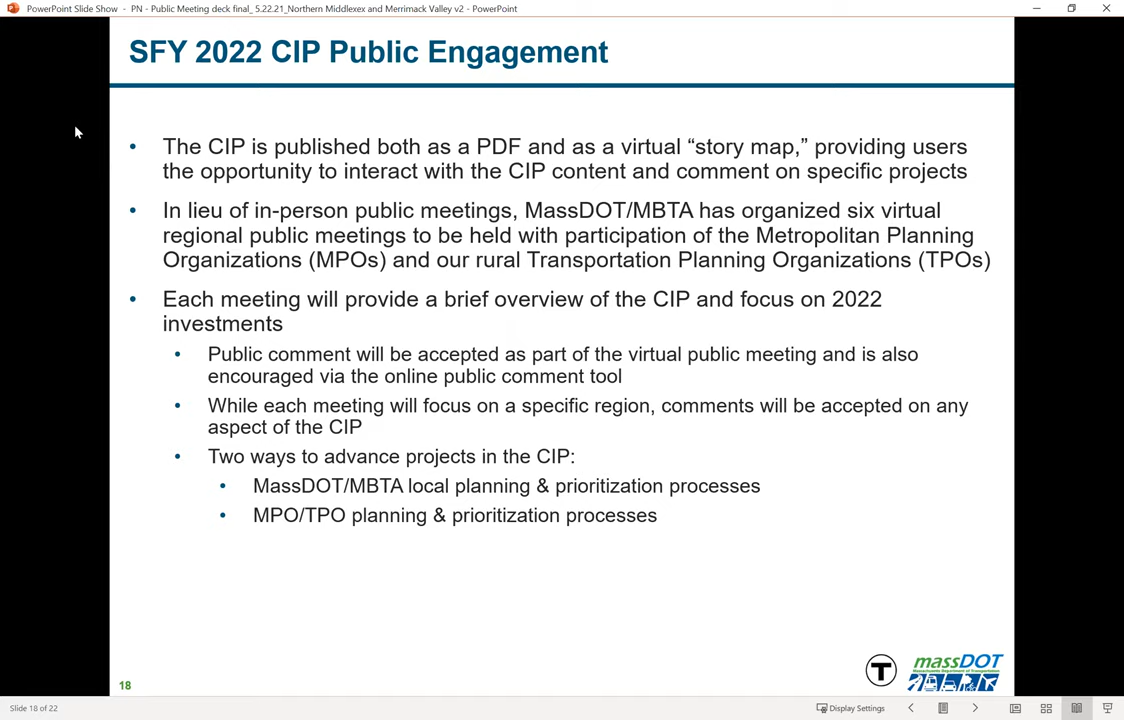 PowerPoint Slide Show - PN - Public Meeting deck final_ 5.22.21_Northern Middlexex and Merrimack Valley v2 - PowerPoint
SFY 2022 CIP Public Engagement
• The CIP is published both as a PDF and as a virtual “story map,” providing users
the opportunity to interact with the CIP content and comment on specific projects
• In lieu of in-person public meetings, MassDOT/MBTA has organized six virtual
regional public meetings to be held with participation of the Metropolitan Planning
Organizations (MPOs) and our rural Transportation Planning Organizations (TPOs)
• Each meeting will provide a brief overview of the CIP and focus on 2022
investments
• Public comment will be accepted as part of the virtual public meeting and is also
encouraged via the online public comment tool
• While each meeting will focus on a specific region, comments will be accepted on any
aspect of the CIP
• Two ways to advance projects in the CIP:
• MassDOT/MBTA local planning & prioritization processes
• MPO/TPO planning & prioritization processes
T
massDOT
Massachusetts Department of Transportation
18
Slide 18 of 22
Display Settings